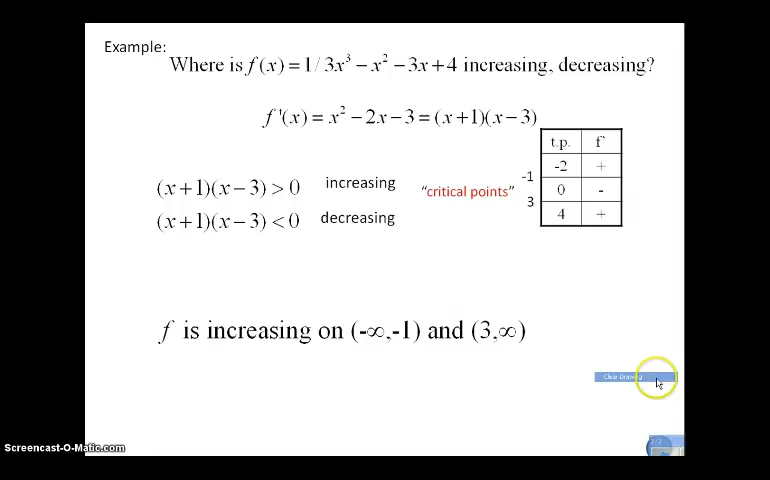 Example:
Where is f(x) = 1/3x³ − x² − 3x + 4 increasing, decreasing?
f'(x) = x² − 2x − 3 = (x+1)(x−3)
t.p. f'
-2 +
-1
0 -
3
4 +
(x+1)(x−3) > 0 increasing
"critical points"
(x+1)(x−3) < 0 decreasing
f is increasing on (-∞,-1) and (3,∞)
Clear Drawing
Screencast-O-Matic.com